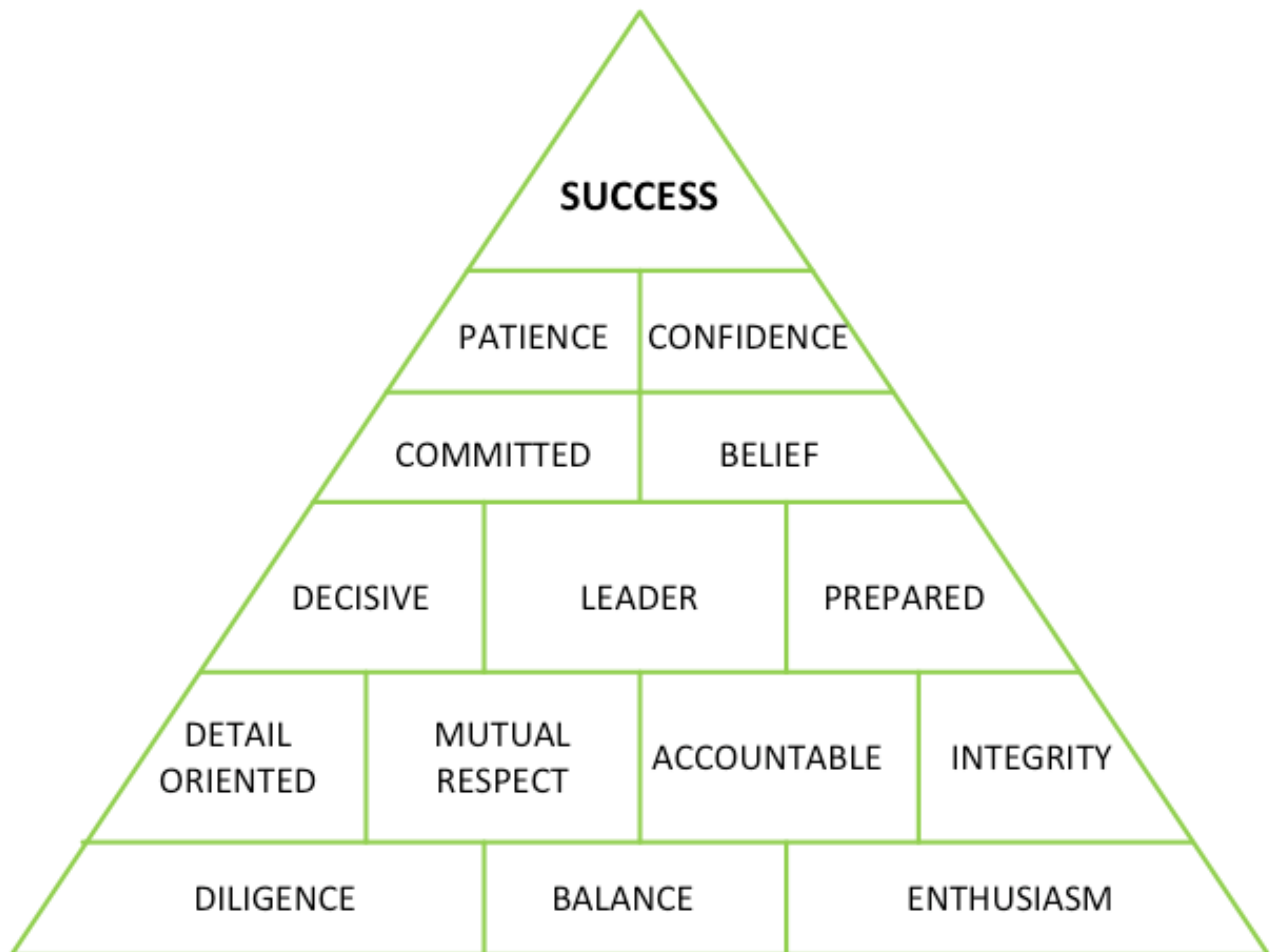 SUCCESS
PATIENCE CONFIDENCE
COMMITTED BELIEF
DECISIVE LEADER PREPARED
DETAIL
ORIENTED
MUTUAL
RESPECT
ACCOUNTABLE
INTEGRITY
DILIGENCE BALANCE ENTHUSIASM